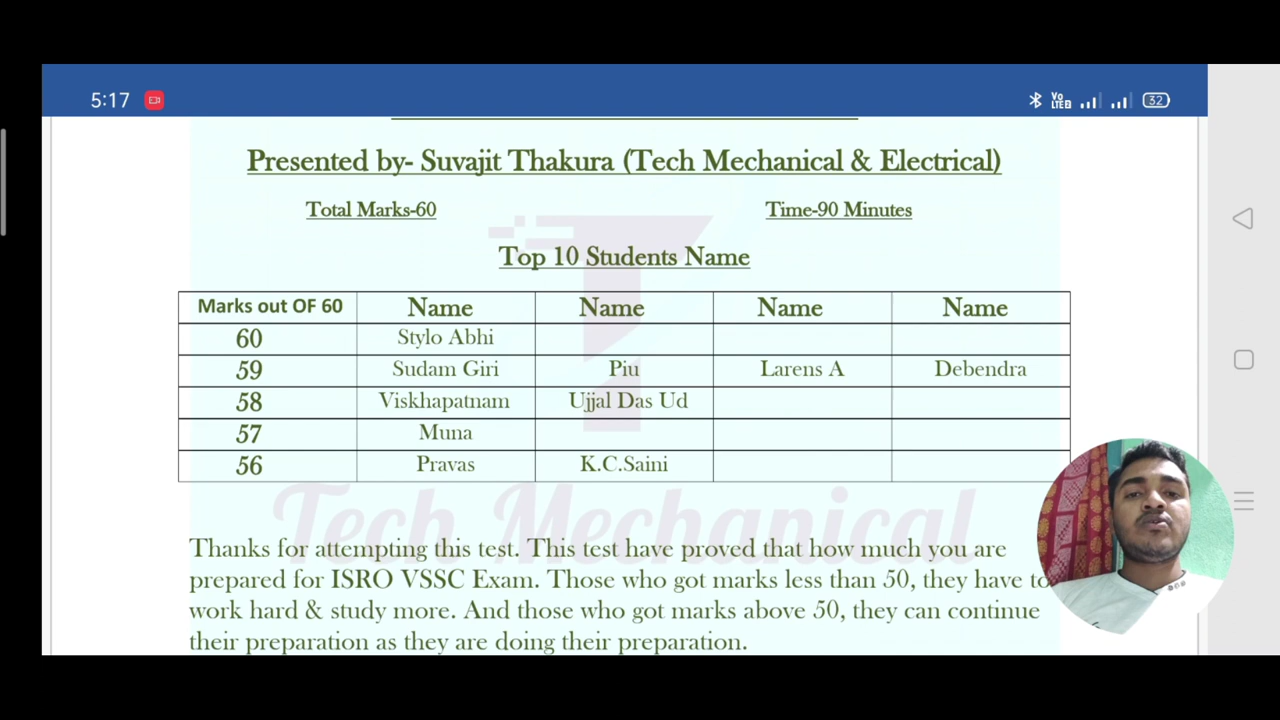 5:17
Vo LTE2
32
Presented by- Suvajit Thakura (Tech Mechanical & Electrical)
Total Marks-60 Time-90 Minutes
Top 10 Students Name
Marks out OF 60 Name Name Name Name
60 Stylo Abhi
59 Sudam Giri Piu Larens A Debendra
58 Viskhapatnam Ujjal Das Ud
57 Muna
56 Pravas K.C.Saini
Tech Mechanical
Thanks for attempting this test. This test have proved that how much you are
prepared for ISRO VSSC Exam. Those who got marks less than 50, they have to
work hard & study more. And those who got marks above 50, they can continue
their preparation as they are doing their preparation.